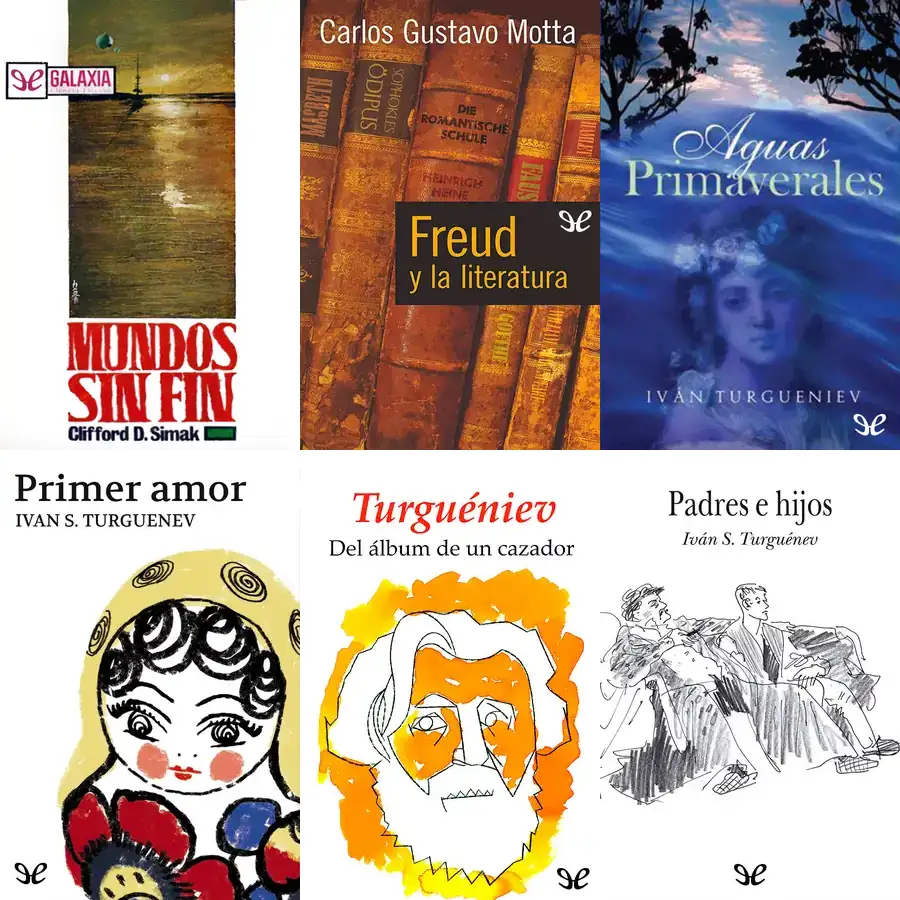 GALAXIA
MUNDOS
SIN FIN
Clifford D. Simak
Carlos Gustavo Motta
SOPHOKLES
ÖDIPUS
DIE
ROMANTISCHE
SCHULE
HEINRICH
HEINE
FAUST
HAMLET
Freud
y la literatura
Aguas
Primaverales
IVÁN TURGUENIEV
Primer amor
IVAN S. TURGUENEV
Turguéniev
Del álbum de un cazador
Padres e hijos
Iván S. Turguénev